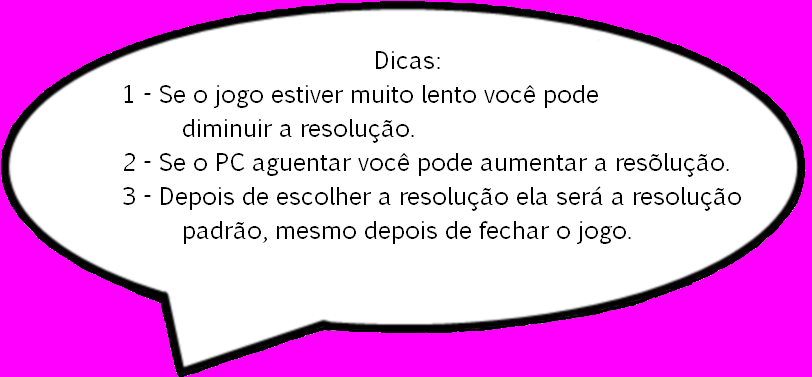 Dicas:
1 - Se o jogo estiver muito lento você pode
diminuir a resolução.
2 - Se o PC aguentar você pode aumentar a resõlução.
3 - Depois de escolher a resolução ela será a resolução
padrão, mesmo depois de fechar o jogo.